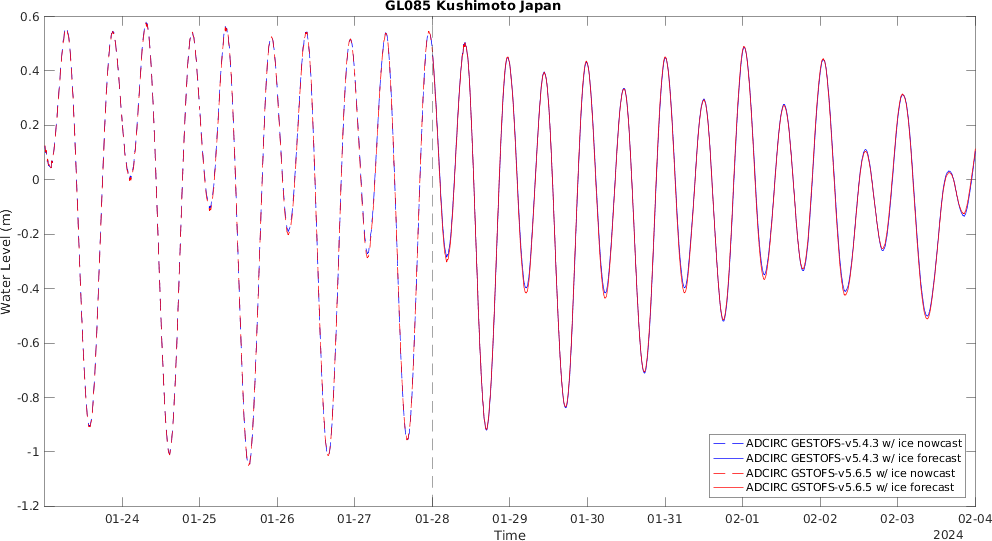 GL085 Kushimoto Japan
0.6
0.4
0.2
0
-0.2
-0.4
-0.6
-0.8
-1
-1.2
Water Level (m)
ADCIRC GESTOFS-v5.4.3 w/ ice nowcast
ADCIRC GESTOFS-v5.4.3 w/ ice forecast
ADCIRC GSTOFS-v5.6.5 w/ ice nowcast
ADCIRC GSTOFS-v5.6.5 w/ ice forecast
01-24 01-25 01-26 01-27 01-28 01-29 01-30 01-31 02-01 02-02 02-03 02-04
Time
2024